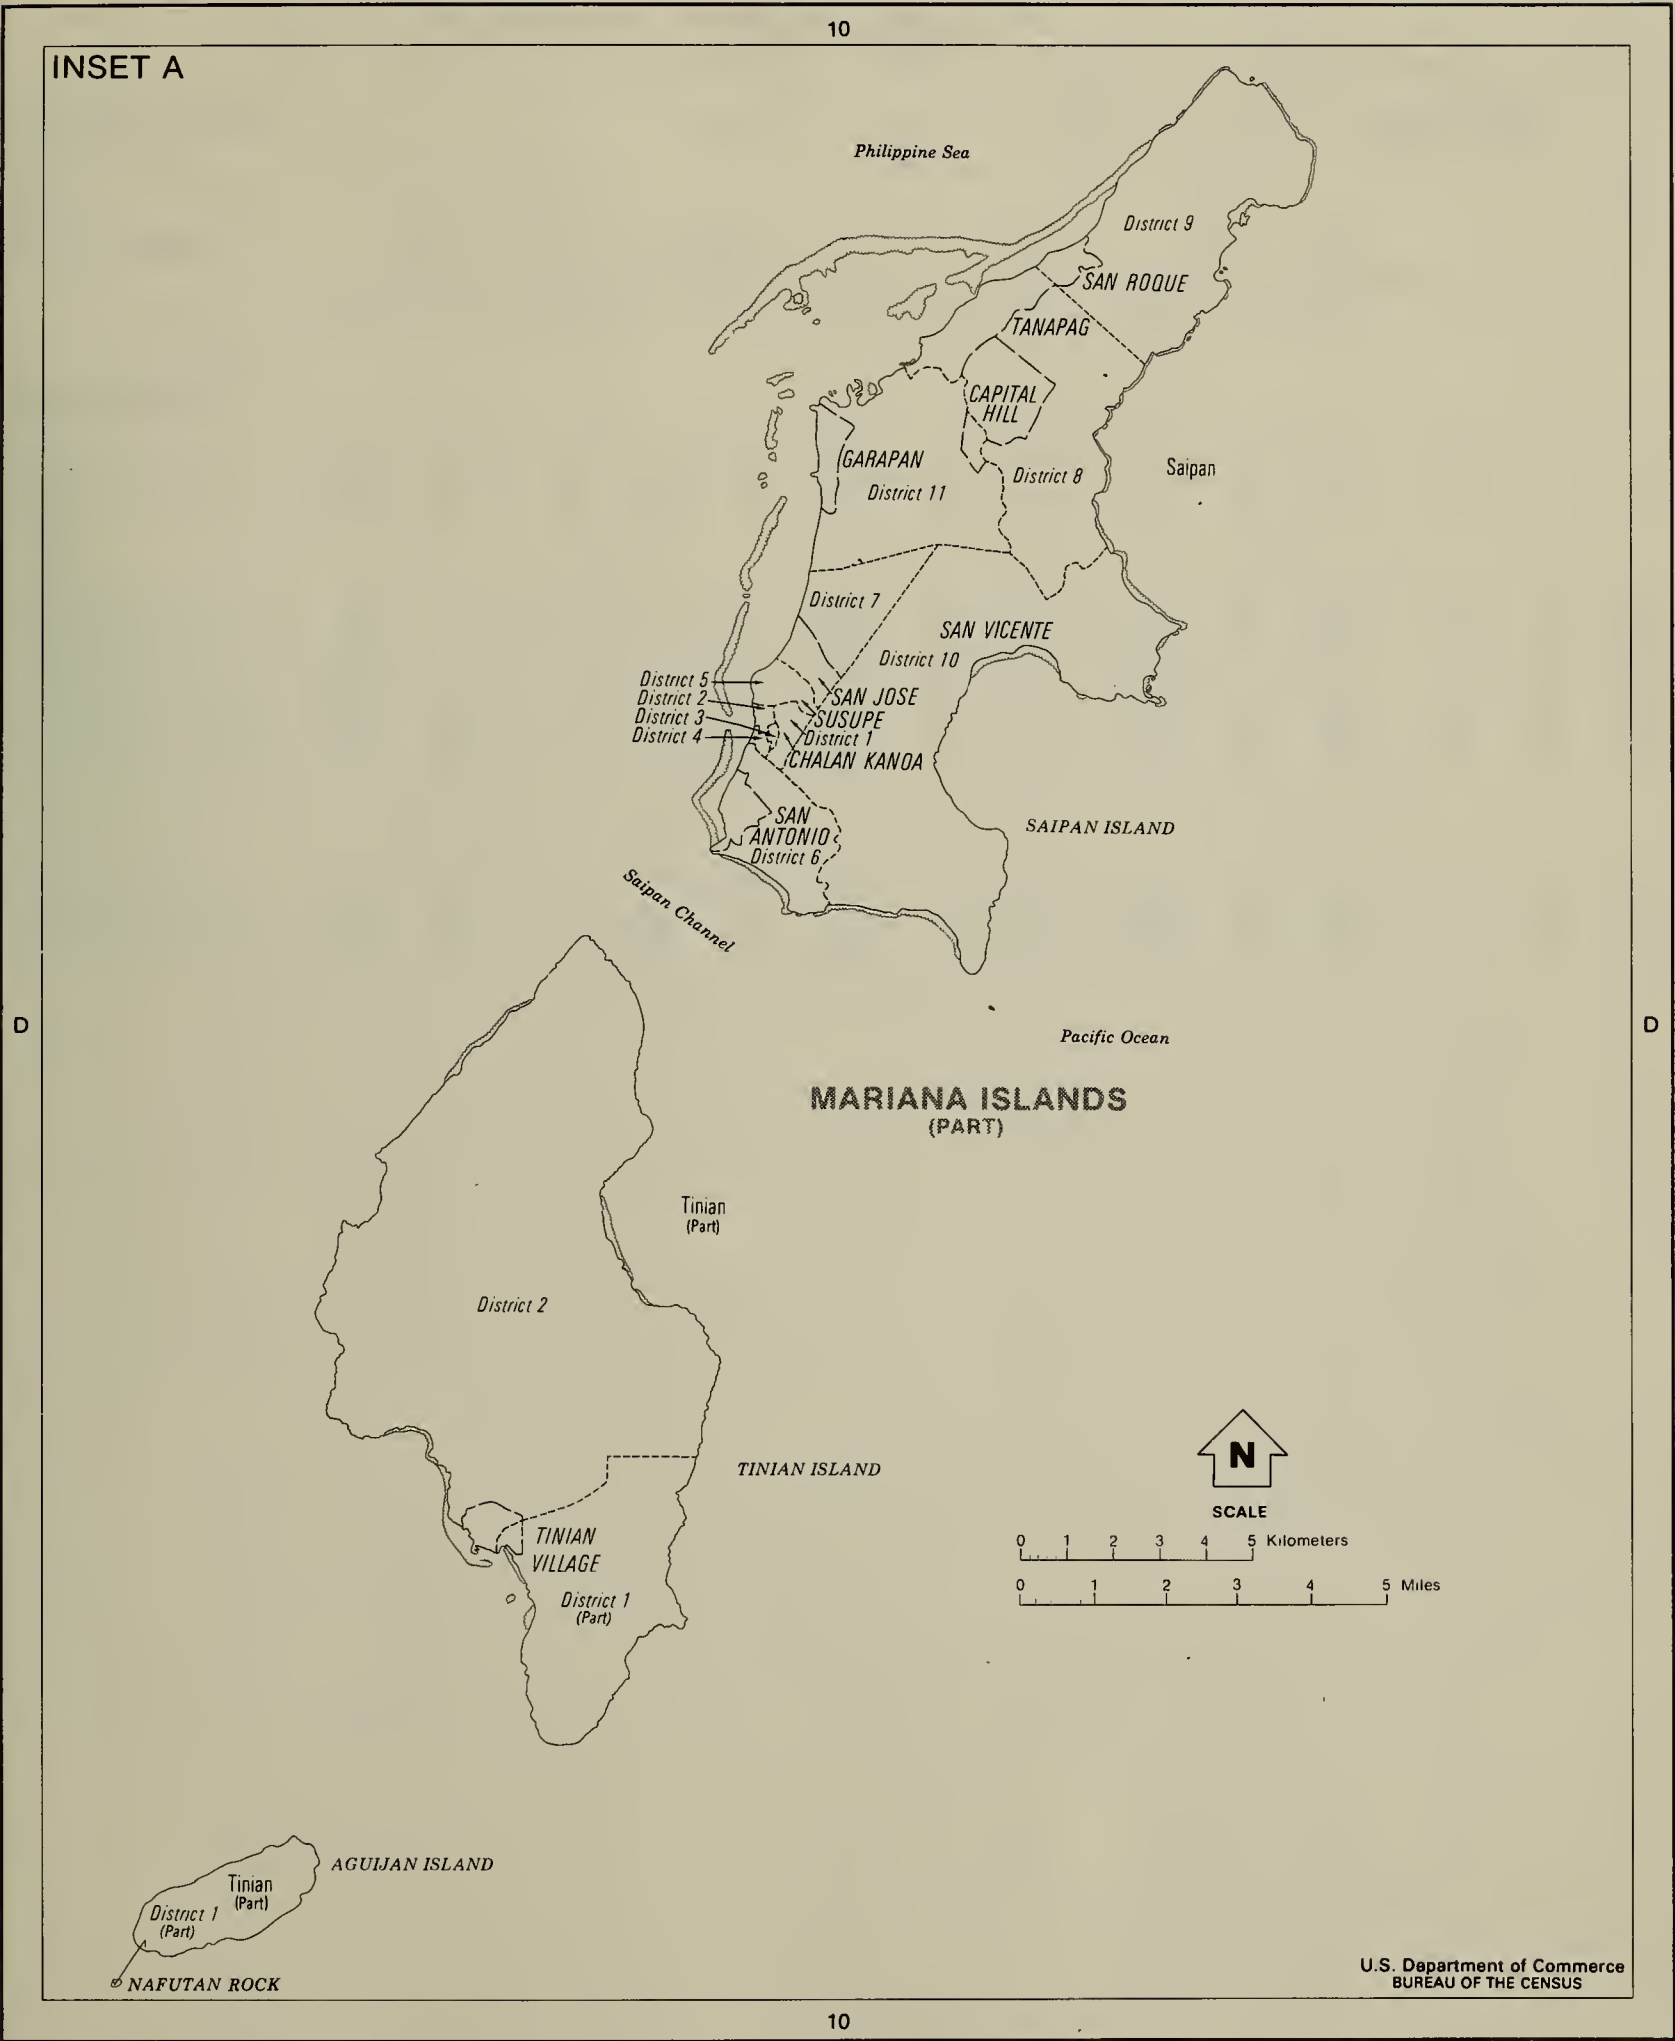 10
INSET A
Philippine Sea
District 9
SAN ROQUE
TANAPAG
CAPITAL
HILL
GARAPAN
District 8
Saipan
District 11
District 7
SAN VICENTE
District 10
District 5
District 2
District 3
District 4
SAN JOSE
SUSUPE
District 1
CHALAN KANOA
SAN
ANTONIO
District 6
SAIPAN ISLAND
Saipan Channel
D
D
Pacific Ocean
MARIANA ISLANDS
(PART)
Tinian
(Part)
District 2
TINIAN ISLAND
N
SCALE
0 1 2 3 4 5 Kilometers
0 1 2 3 4 5 Miles
TINIAN
VILLAGE
District 1
(Part)
AGUIJAN ISLAND
Tinian
(Part)
District 1
(Part)
NAFUTAN ROCK
U.S. Department of Commerce
BUREAU OF THE CENSUS
10